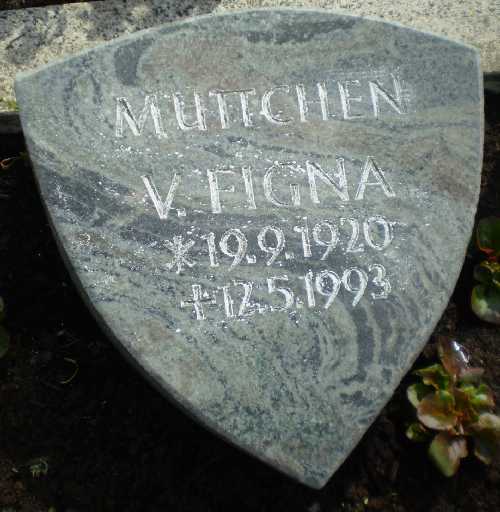 MUTTCHEN
V. FIGNA
*19.9.1920
+12.5.1993